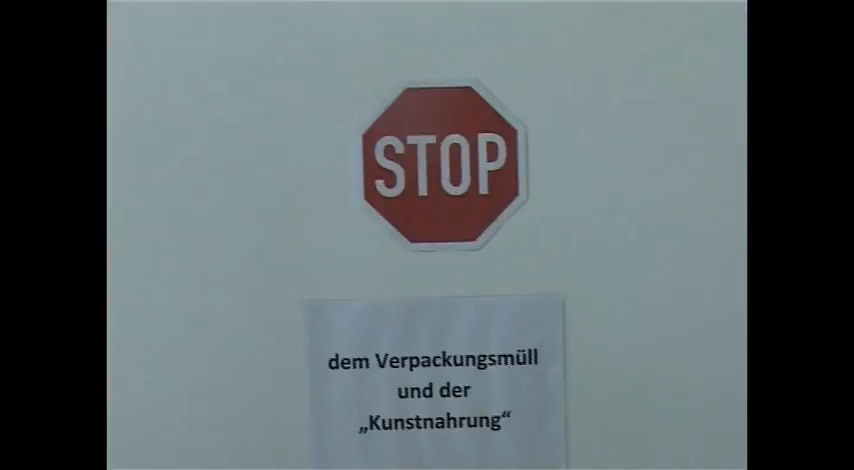 STOP
dem Verpackungsmüll
und der
„Kunstnahrung“